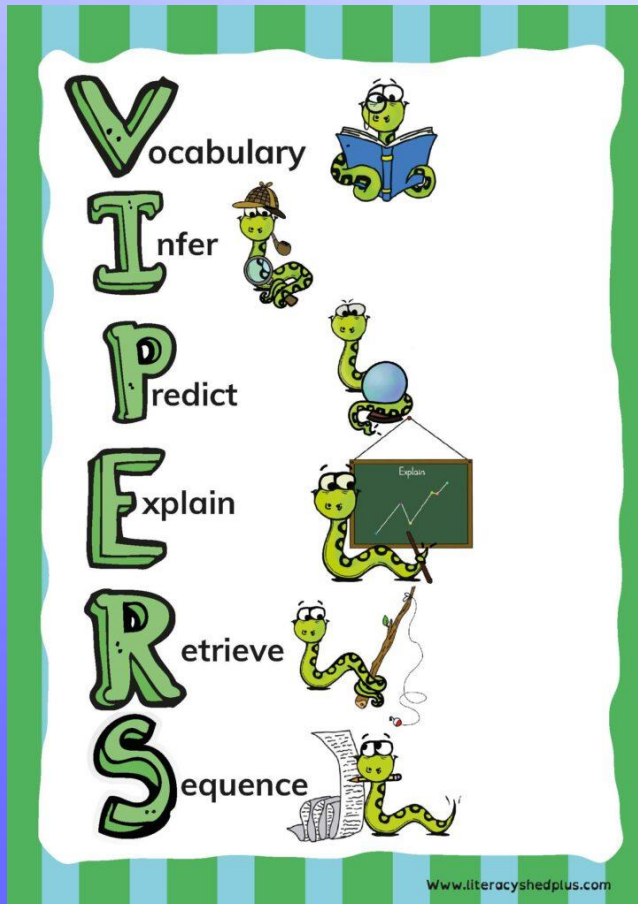 Vocabulary
Infer
Predict
Explain
Explain
Retrieve
Sequence
Www.literacyshedplus.com